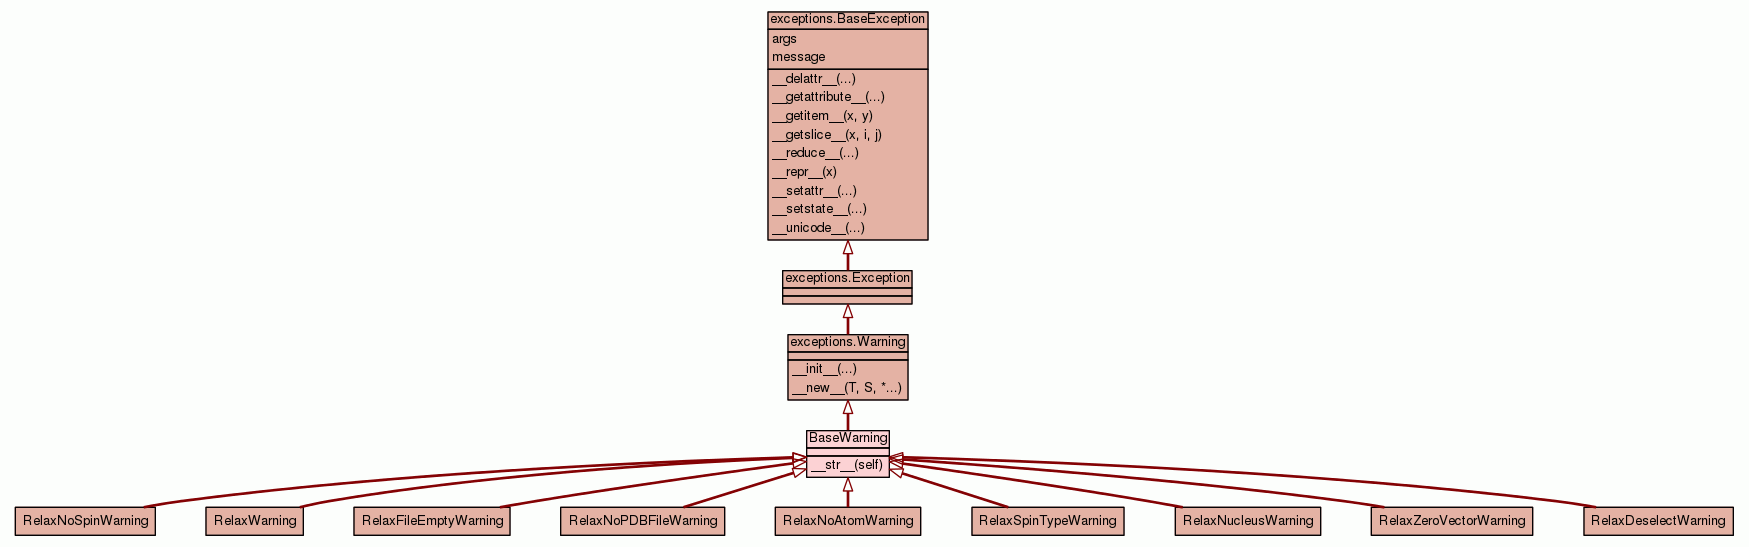 exceptions.BaseException
args
message
__delattr__(...)
__getattribute__(...)
__getitem__(x, y)
__getslice__(x, i, j)
__reduce__(...)
__repr__(x)
__setattr__(...)
__setstate__(...)
__unicode__(...)
exceptions.Exception
exceptions.Warning
__init__(...)
__new__(T, S, *...)
BaseWarning
__str__(self)
RelaxNoSpinWarning
RelaxWarning
RelaxFileEmptyWarning
RelaxNoPDBFileWarning
RelaxNoAtomWarning
RelaxSpinTypeWarning
RelaxNucleusWarning
RelaxZeroVectorWarning
RelaxDeselectWarning